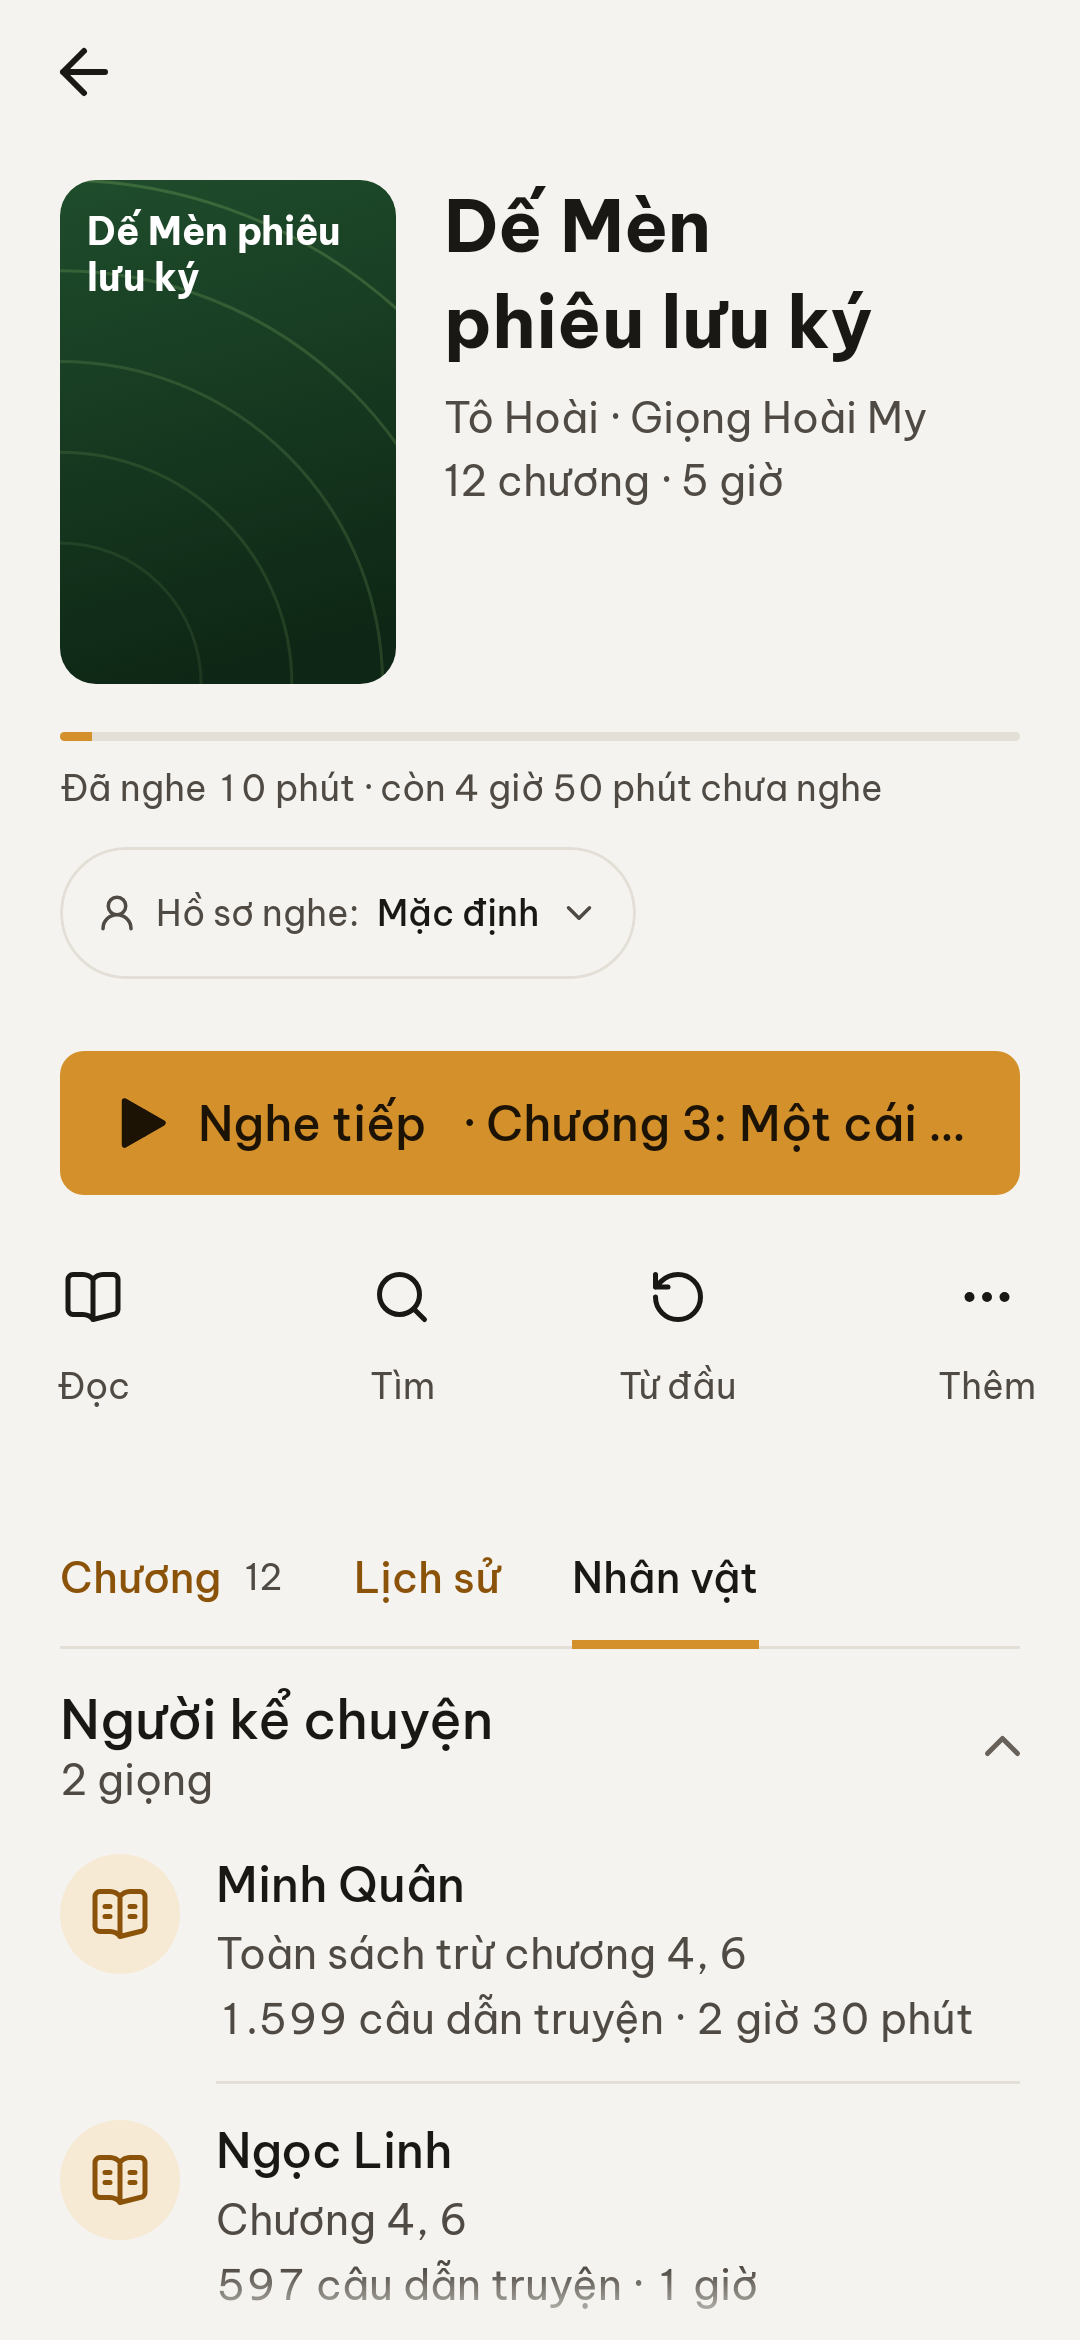 Dế Mèn phiêu
lưu ký
Dế Mèn
phiêu lưu ký
Tô Hoài · Giọng Hoài My
12 chương · 5 giờ
Đã nghe 10 phút · còn 4 giờ 50 phút chưa nghe
Hồ sơ nghe: Mặc định
Nghe tiếp · Chương 3: Một cái ...
Đọc
Tìm
Từ đầu
Thêm
Chương 12
Lịch sử
Nhân vật
Người kể chuyện
2 giọng
Minh Quân
Toàn sách trừ chương 4, 6
1.599 câu dẫn truyện · 2 giờ 30 phút
Ngọc Linh
Chương 4, 6
597 câu dẫn truyện · 1 giờ